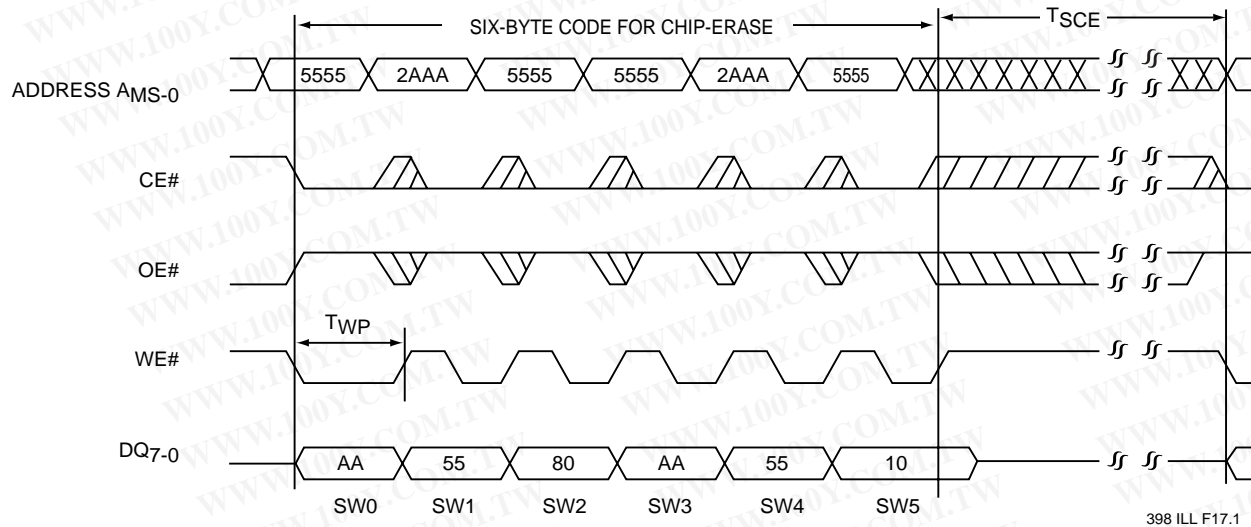 SIX-BYTE CODE FOR CHIP-ERASE
TSCE
ADDRESS AMS-0
5555 2AAA 5555 5555 2AAA 5555
CE#
OE#
TWP
WE#
DQ7-0
AA 55 80 AA 55 10
SW0 SW1 SW2 SW3 SW4 SW5
398 ILL F17.1
WWW.100Y.COM.TW